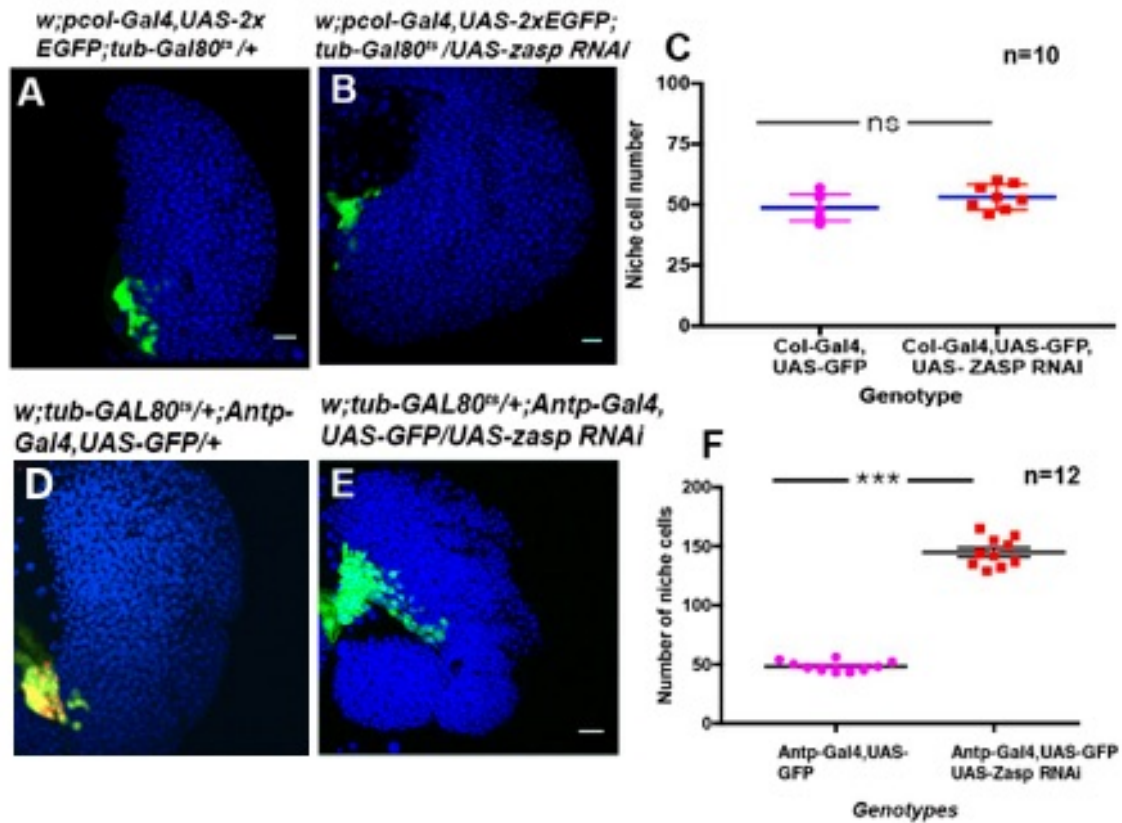 w;pcol-Gal4,UAS-2x
EGFP;tub-Gal80ts/+
w;pcol-Gal4,UAS-2xEGFP;
tub-Gal80ts/UAS-zasp RNAi
A
B
C
n=10
ns
100
75
50
25
0
Niche cell number
Col-Gal4,
UAS-GFP
Col-Gal4,UAS-GFP,
UAS- ZASP RNAI
Genotype
w;tub-GAL80ts/+;Antp-
Gal4,UAS-GFP/+
w;tub-GAL80ts/+;Antp-Gal4,
UAS-GFP/UAS-zasp RNAi
D
E
F
n=12
***
200
150
100
50
0
Number of niche cells
Antp-Gal4,UAS-
GFP
Antp-Gal4,UAS-GFP
UAS-Zasp RNAi
Genotypes